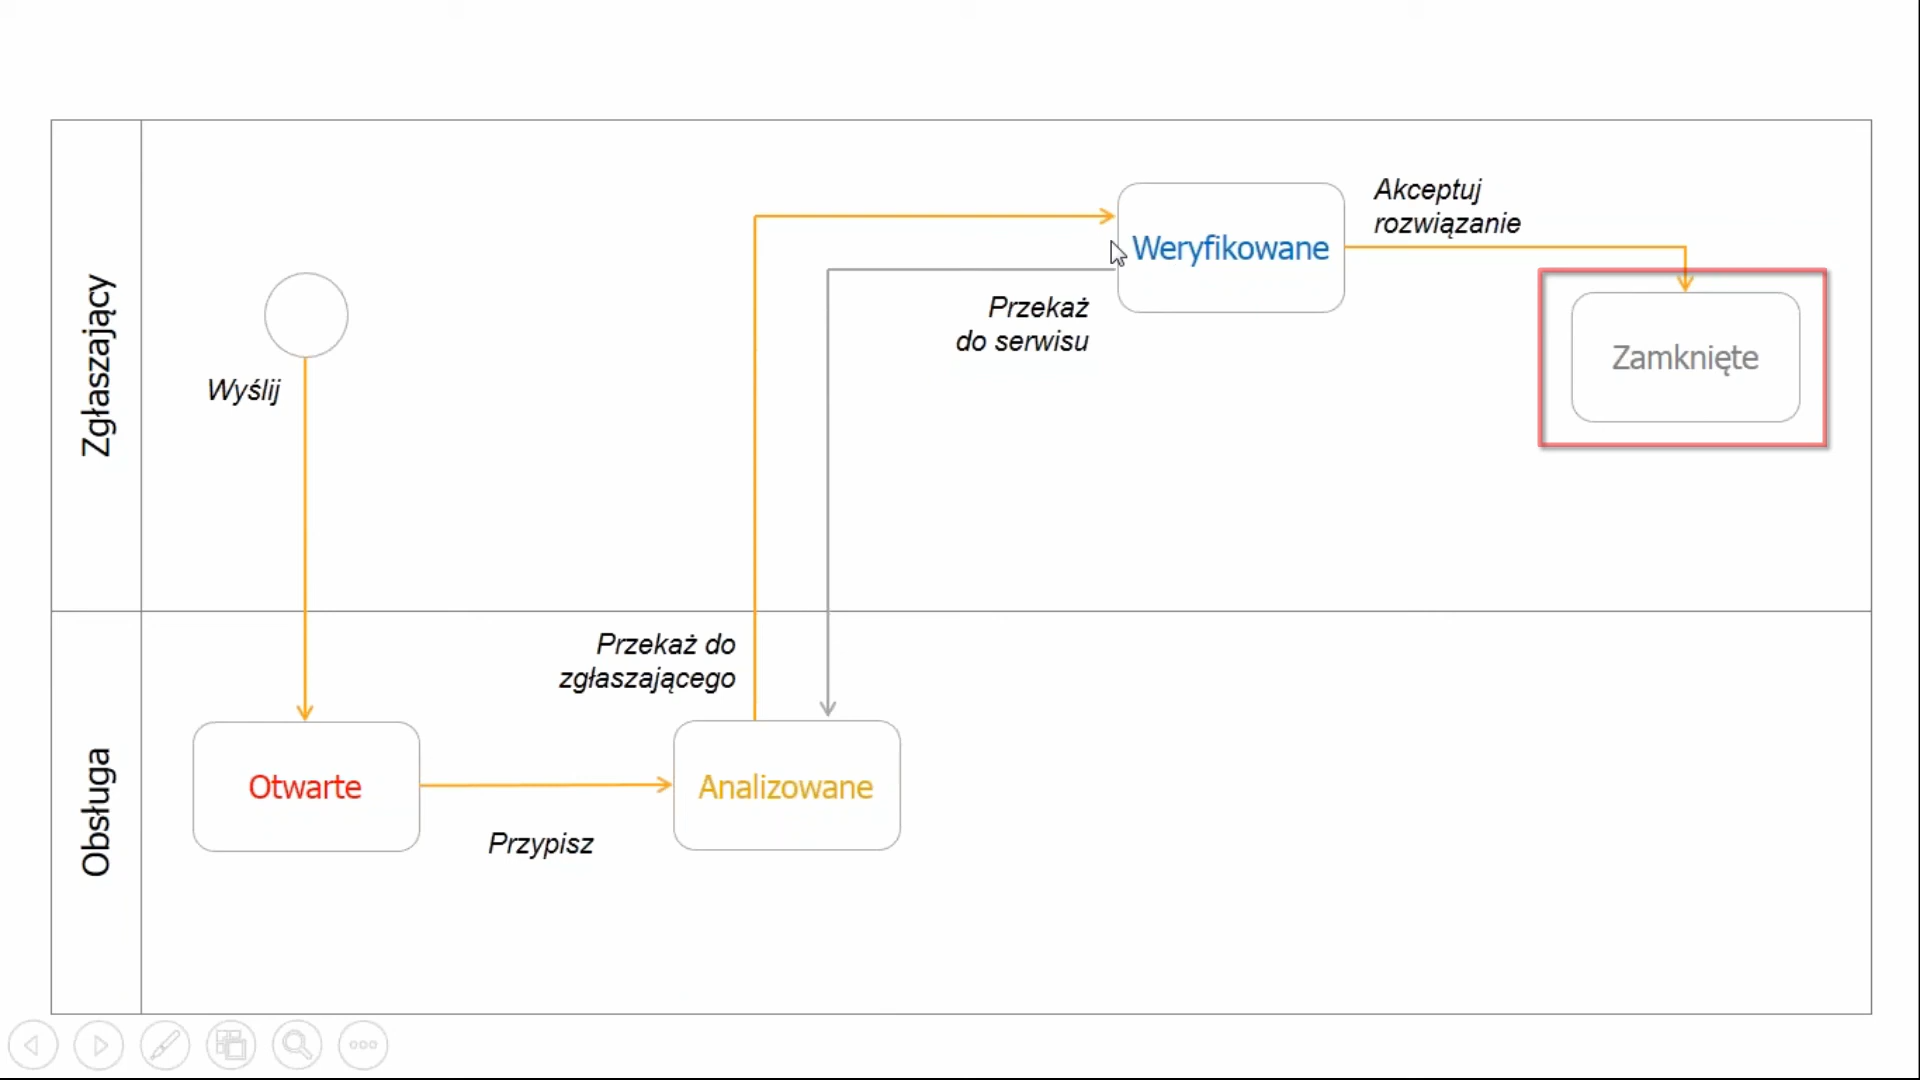 Zgłaszający
Wyślij
Weryfikowane
Akceptuj
rozwiązanie
Przekaż
do serwisu
Zamknięte
Obsługa
Przekaż do
zgłaszającego
Otwarte
Przypisz
Analizowane